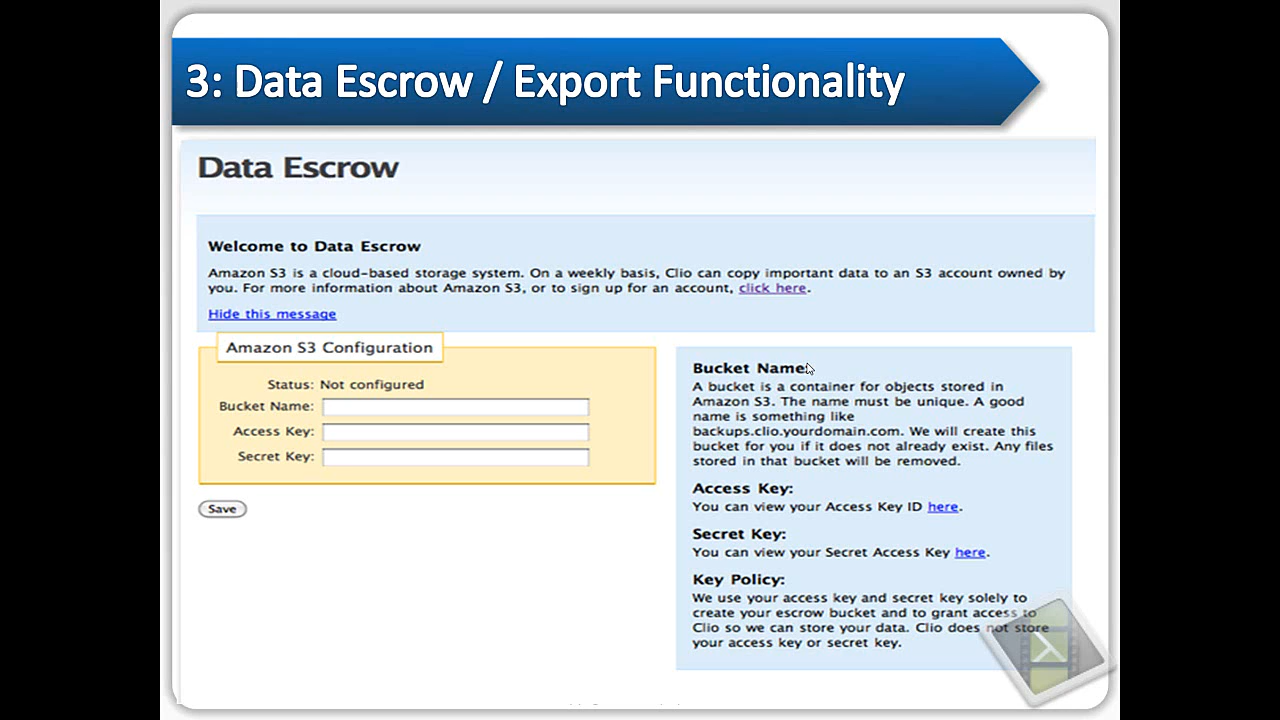 3: Data Escrow / Export Functionality
Data Escrow
Welcome to Data Escrow
Amazon S3 is a cloud-based storage system. On a weekly basis, Clio can copy important data to an S3 account owned by
you. For more information about Amazon S3, or to sign up for an account, click here.
Hide this message
Amazon S3 Configuration
Status: Not configured
Bucket Name:
Access Key:
Secret Key:
Save
Bucket Name:
A bucket is a container for objects stored in
Amazon S3. The name must be unique. A good
name is something like
backups.clio.yourdomain.com. We will create this
bucket for you if it does not already exist. Any files
stored in that bucket will be removed.
Access Key:
You can view your Access Key ID here.
Secret Key:
You can view your Secret Access Key here.
Key Policy:
We use your access key and secret key solely to
create your escrow bucket and to grant access to
Clio so we can store your data. Clio does not store
your access key or secret key.